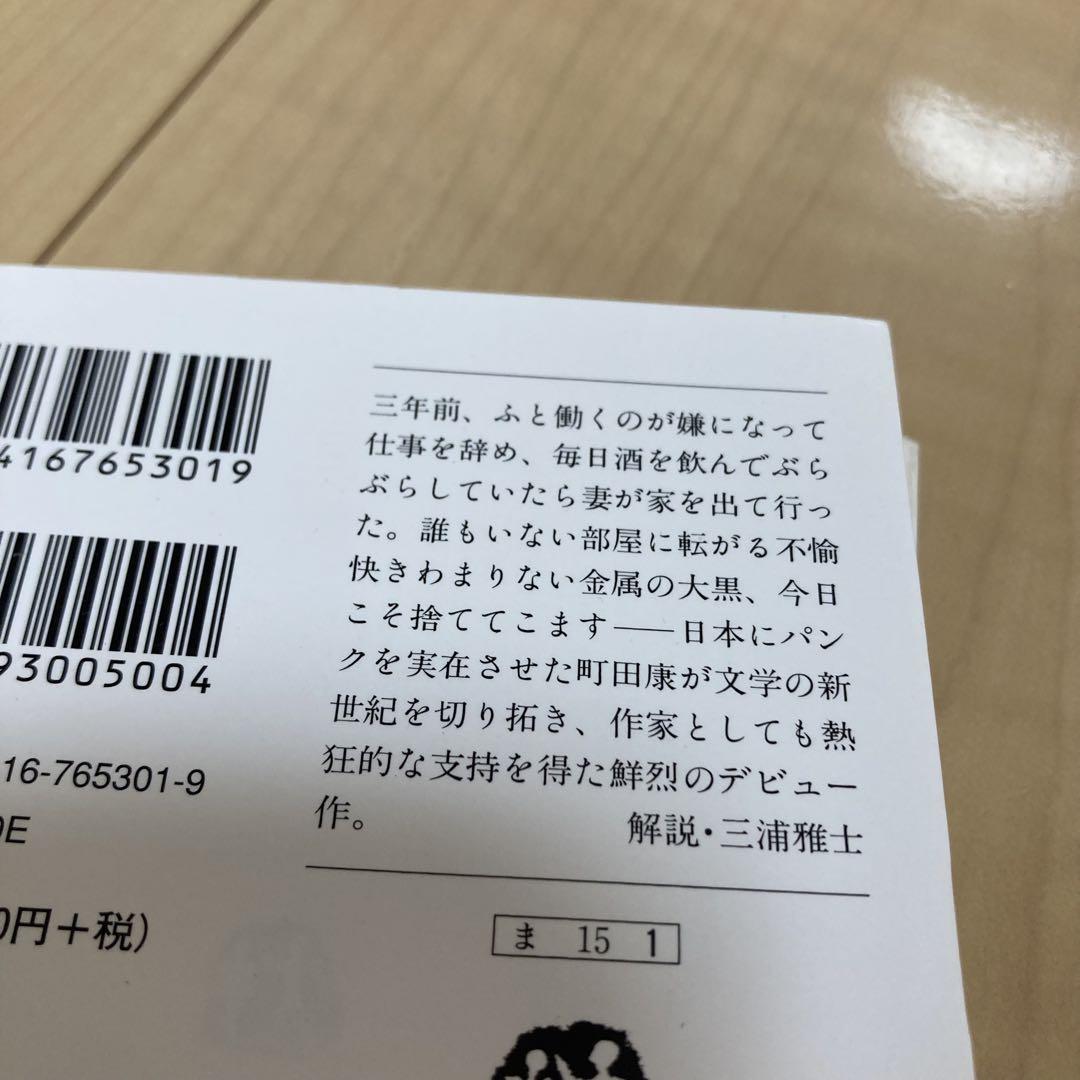 4167653019
93005004
16-765301-9
0E
0円+税)
三年前、ふと働くのが嫌になって
仕事を辞め、毎日酒を飲んでぶら
ぶらしていたら妻が家を出て行っ
た。誰もいない部屋に転がる不愉
快きわまりない金属の大黒、今日
こそ捨ててこます——日本にパン
クを実在させた町田康が文学の新
世紀を切り拓き、作家としても熱
狂的な支持を得た鮮烈のデビュー
作。 解説・三浦雅士
ま 15 1